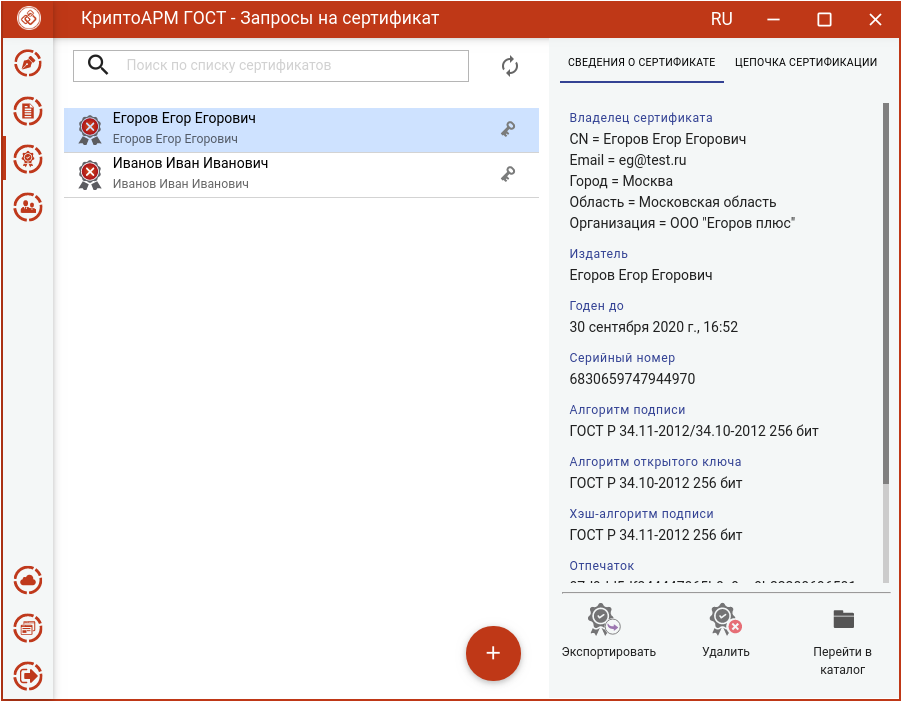 КриптоАРМ ГОСТ - Запросы на сертификат
RU
Поиск по списку сертификатов
Егоров Егор Егорович
Егоров Егор Егорович
Иванов Иван Иванович
Иванов Иван Иванович
СВЕДЕНИЯ О СЕРТИФИКАТЕ
ЦЕПОЧКА СЕРТИФИКАЦИИ
Владелец сертификата
CN = Егоров Егор Егорович
Email = eg@test.ru
Город = Москва
Область = Московская область
Организация = ООО "Егоров плюс"
Издатель
Егоров Егор Егорович
Годен до
30 сентября 2020 г., 16:52
Серийный номер
6830659747944970
Алгоритм подписи
ГОСТ Р 34.11-2012/34.10-2012 256 бит
Алгоритм открытого ключа
ГОСТ Р 34.10-2012 256 бит
Хэш-алгоритм подписи
ГОСТ Р 34.11-2012 256 бит
Отпечаток
Экспортировать
Удалить
Перейти в
каталог